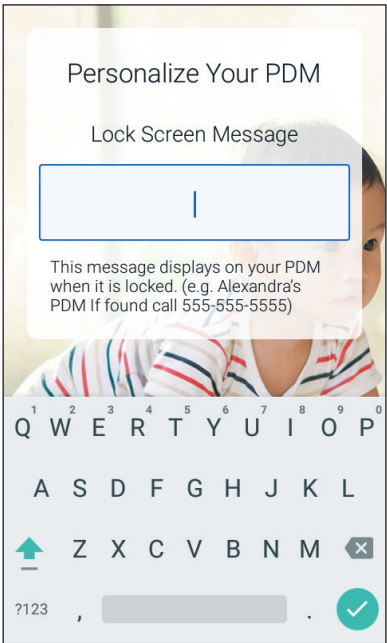 Personalize Your PDM
Lock Screen Message
This message displays on your PDM
when it is locked. (e.g. Alexandra's
PDM If found call 555-555-5555)
1 2 3 4 5 6 7 8 9 0
Q W E R T Y U I O P
A S D F G H J K L
Z X C V B N M
?123 , .